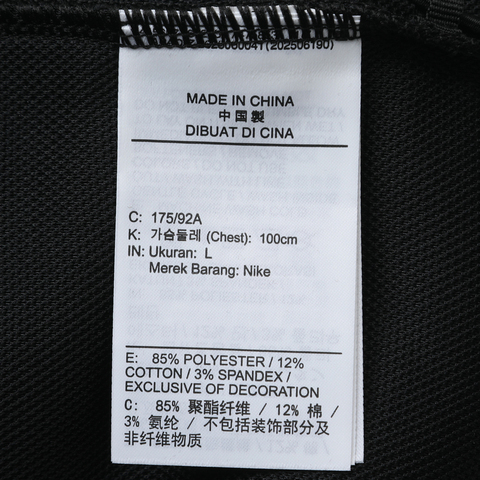 (202506190)
MADE IN CHINA
中国製
DIBUAT DI CINA
C: 175/92A
K: 가슴둘레 (Chest): 100cm
IN: Ukuran: L
Merek Barang: Nike
E: 85% POLYESTER / 12%
COTTON / 3% SPANDEX /
EXCLUSIVE OF DECORATION
C: 85% 聚酯纤维 / 12% 棉 /
3% 氨纶 / 不包括装饰部分及
非纤维物质